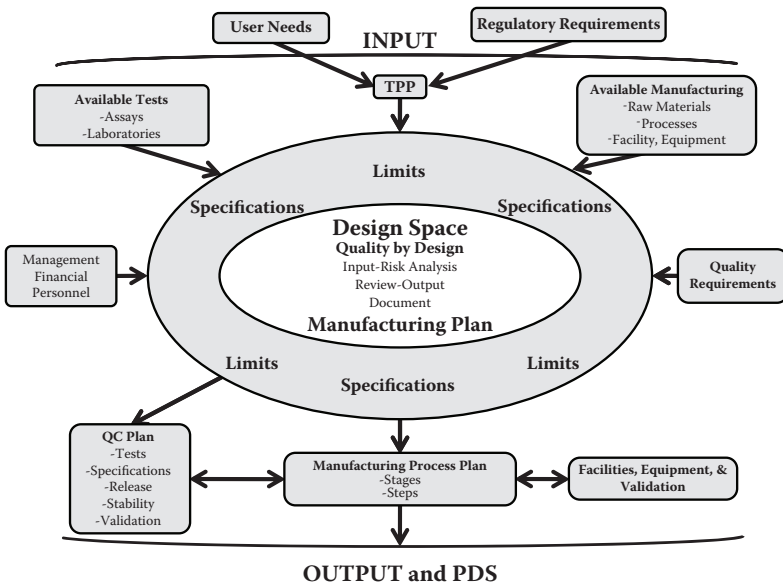 User Needs
Regulatory Requirements
INPUT
TPP
Available Tests
-Assays
-Laboratories
Available Manufacturing
-Raw Materials
-Processes
-Facility, Equipment
Limits
Specifications
Specifications
Design Space
Quality by Design
Input-Risk Analysis
Review-Output
Document
Manufacturing Plan
Management
Financial
Personnel
Quality
Requirements
Limits
Limits
Specifications
QC Plan
-Tests
-Specifications
-Release
-Stability
-Validation
Manufacturing Process Plan
-Stages
-Steps
Facilities, Equipment, &
Validation
OUTPUT and PDS